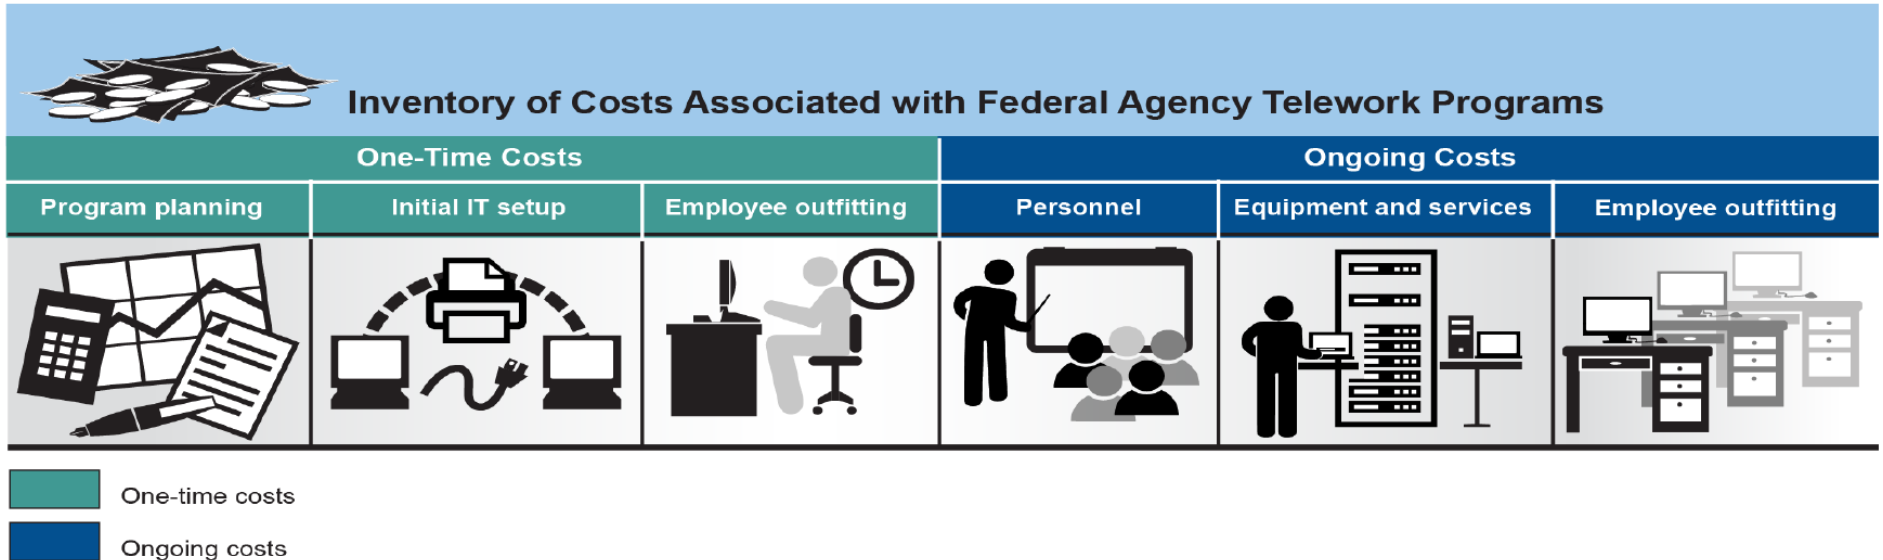 Inventory of Costs Associated with Federal Agency Telework Programs
One-Time Costs
Ongoing Costs
Program planning
Initial IT setup
Employee outfitting
Personnel
Equipment and services
Employee outfitting
One-time costs
Ongoing costs